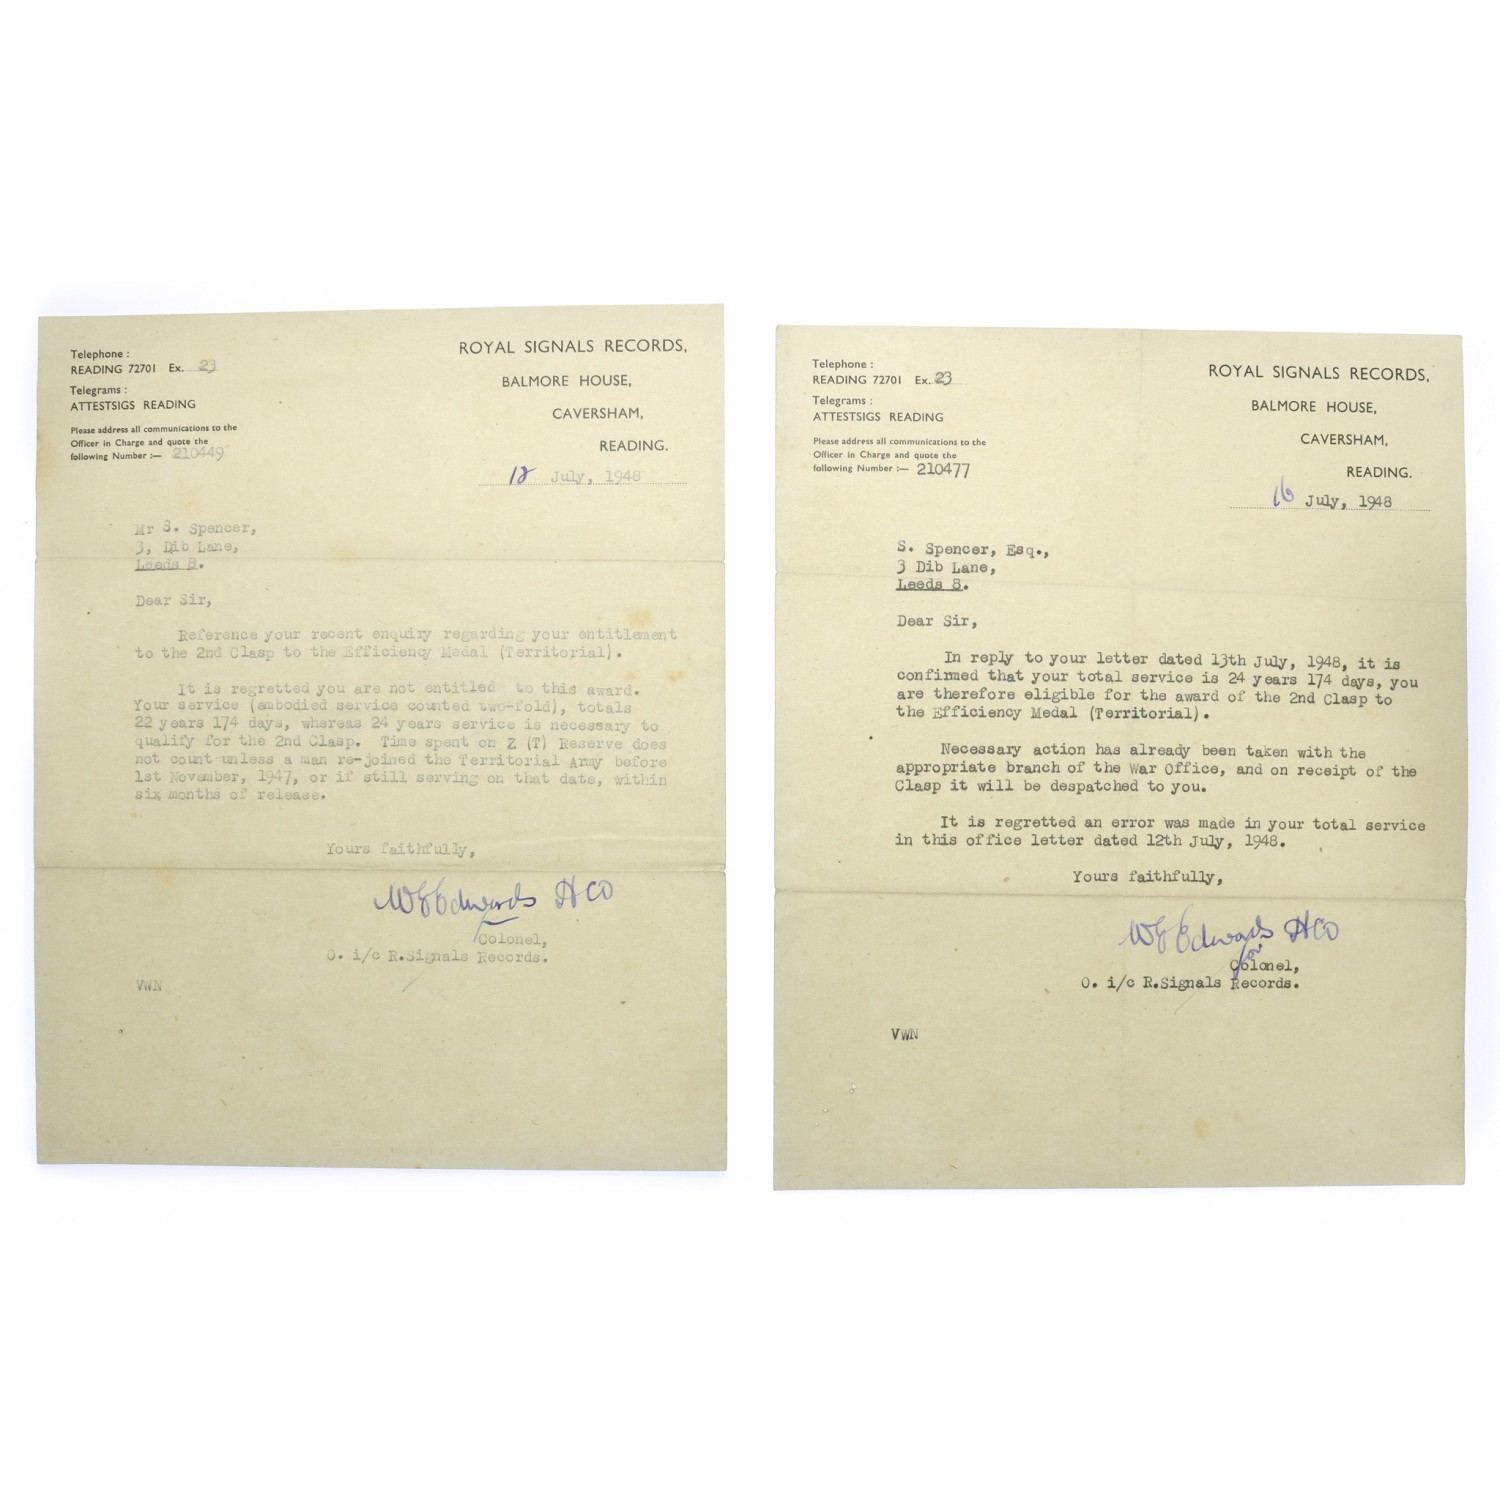 Telephone :
READING 72701 Ex. 23
Telegrams :
ATTESTSIGS READING
Please address all communications to the
Officer in Charge and quote the
following Number :— 210449
ROYAL SIGNALS RECORDS,
BALMORE HOUSE,
CAVERSHAM,
READING.
12 July, 1948
Mr S. Spencer,
3, Dib Lane,
Leeds 8.
Dear Sir,
Reference your recent enquiry regarding your entitlement
to the 2nd Clasp to the Efficiency Medal (Territorial).
It is regretted you are not entitled to this award.
Your service (embodied service counted two-fold), totals
22 years 174 days, whereas 24 years service is necessary to
qualify for the 2nd Clasp. Time spent on Z (T) Reserve does
not count unless a man re-joined the Territorial Army before
1st November, 1947, or if still serving on that date, within
six months of release.
Yours faithfully,
W E Edwards
Colonel,
O. i/c R.Signals Records.
VWN
Telephone :
READING 72701 Ex. 23
Telegrams :
ATTESTSIGS READING
Please address all communications to the
Officer in Charge and quote the
following Number :— 210477
ROYAL SIGNALS RECORDS,
BALMORE HOUSE,
CAVERSHAM,
READING.
16 July, 1948
S. Spencer, Esq.,
3 Dib Lane,
Leeds 8.
Dear Sir,
In reply to your letter dated 13th July, 1948, it is
confirmed that your total service is 24 years 174 days, you
are therefore eligible for the award of the 2nd Clasp to
the Efficiency Medal (Territorial).
Necessary action has already been taken with the
appropriate branch of the War Office, and on receipt of the
Clasp it will be despatched to you.
It is regretted an error was made in your total service
in this office letter dated 12th July, 1948.
Yours faithfully,
W E Edwards
for
Colonel,
O. i/c R.Signals Records.
VWN